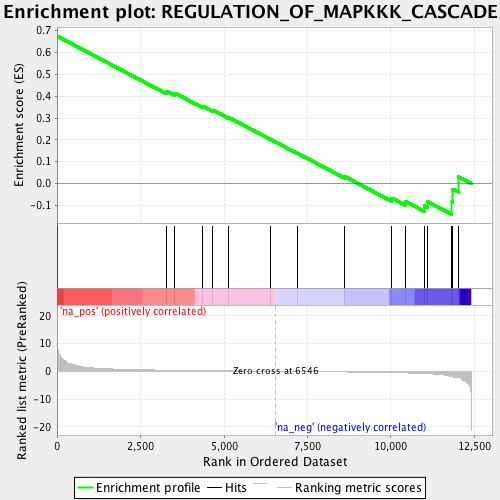 Enrichment plot: REGULATION_OF_MAPKKK_CASCADE
Enrichment score (ES)
0.7
0.6
0.5
0.4
0.3
0.2
0.1
0.0
-0.1
'na_pos' (positively correlated)
Ranked list metric (PreRanked)
20
10
0
-10
-20
Zero cross at 6546
'na_neg' (negatively correlated)
0 2,500 5,000 7,500 10,000 12,500
Rank in Ordered Dataset
Enrichment profile Hits Ranking metric scores